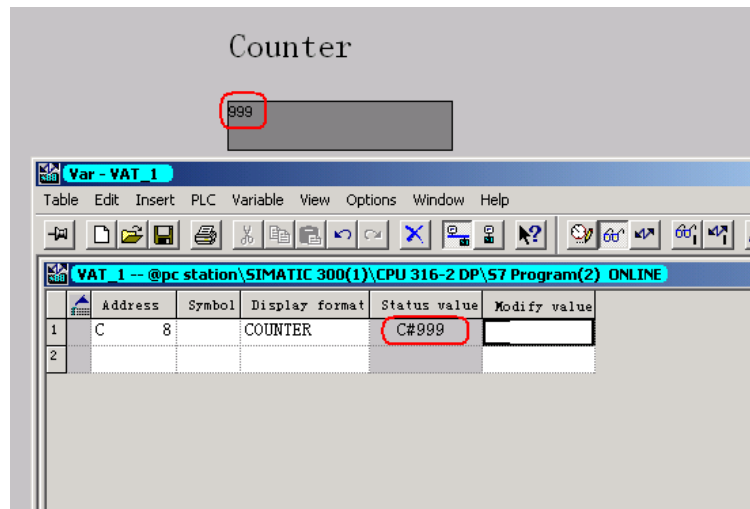 Counter
999
Var - VAT_1
Table Edit Insert PLC Variable View Options Window Help
VAT_1 -- @pc station\SIMATIC 300(1)\CPU 316-2 DP\S7 Program(2) ONLINE
Address Symbol Display format Status value Modify value
1 C 8 COUNTER C#999
2